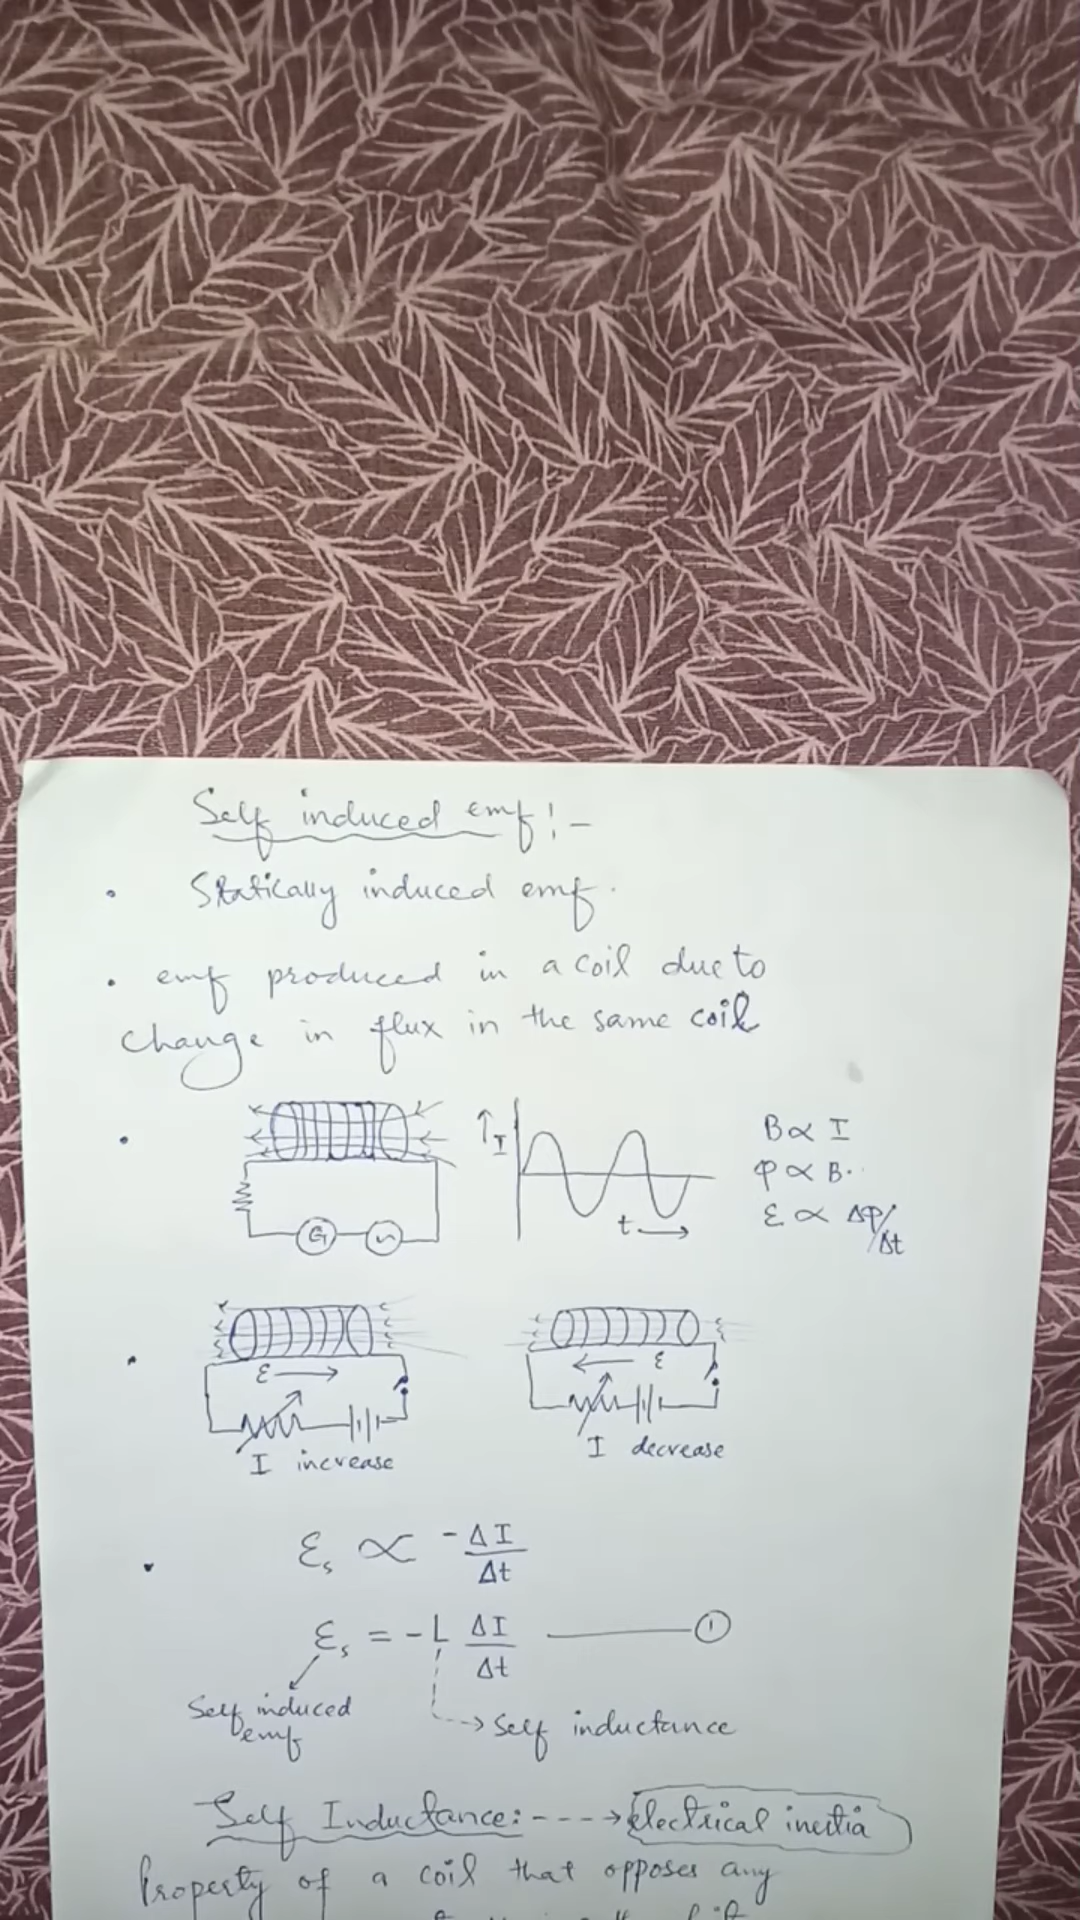 Self induced emf :-
• Statically induced emf.
• emf produced in a coil due to
change in flux in the same coil
•
G
↑I
t →
B ∝ I
φ ∝ B.
ε ∝ Δφ/Δt
•
ε →
I increase
← ε
I decrease
• εs ∝ -ΔI/Δt
εs = -L ΔI/Δt ——— ①
Self induced
emf
--→ Self inductance
Self Inductance: ----→ electrical inertia
Property of a coil that opposes any